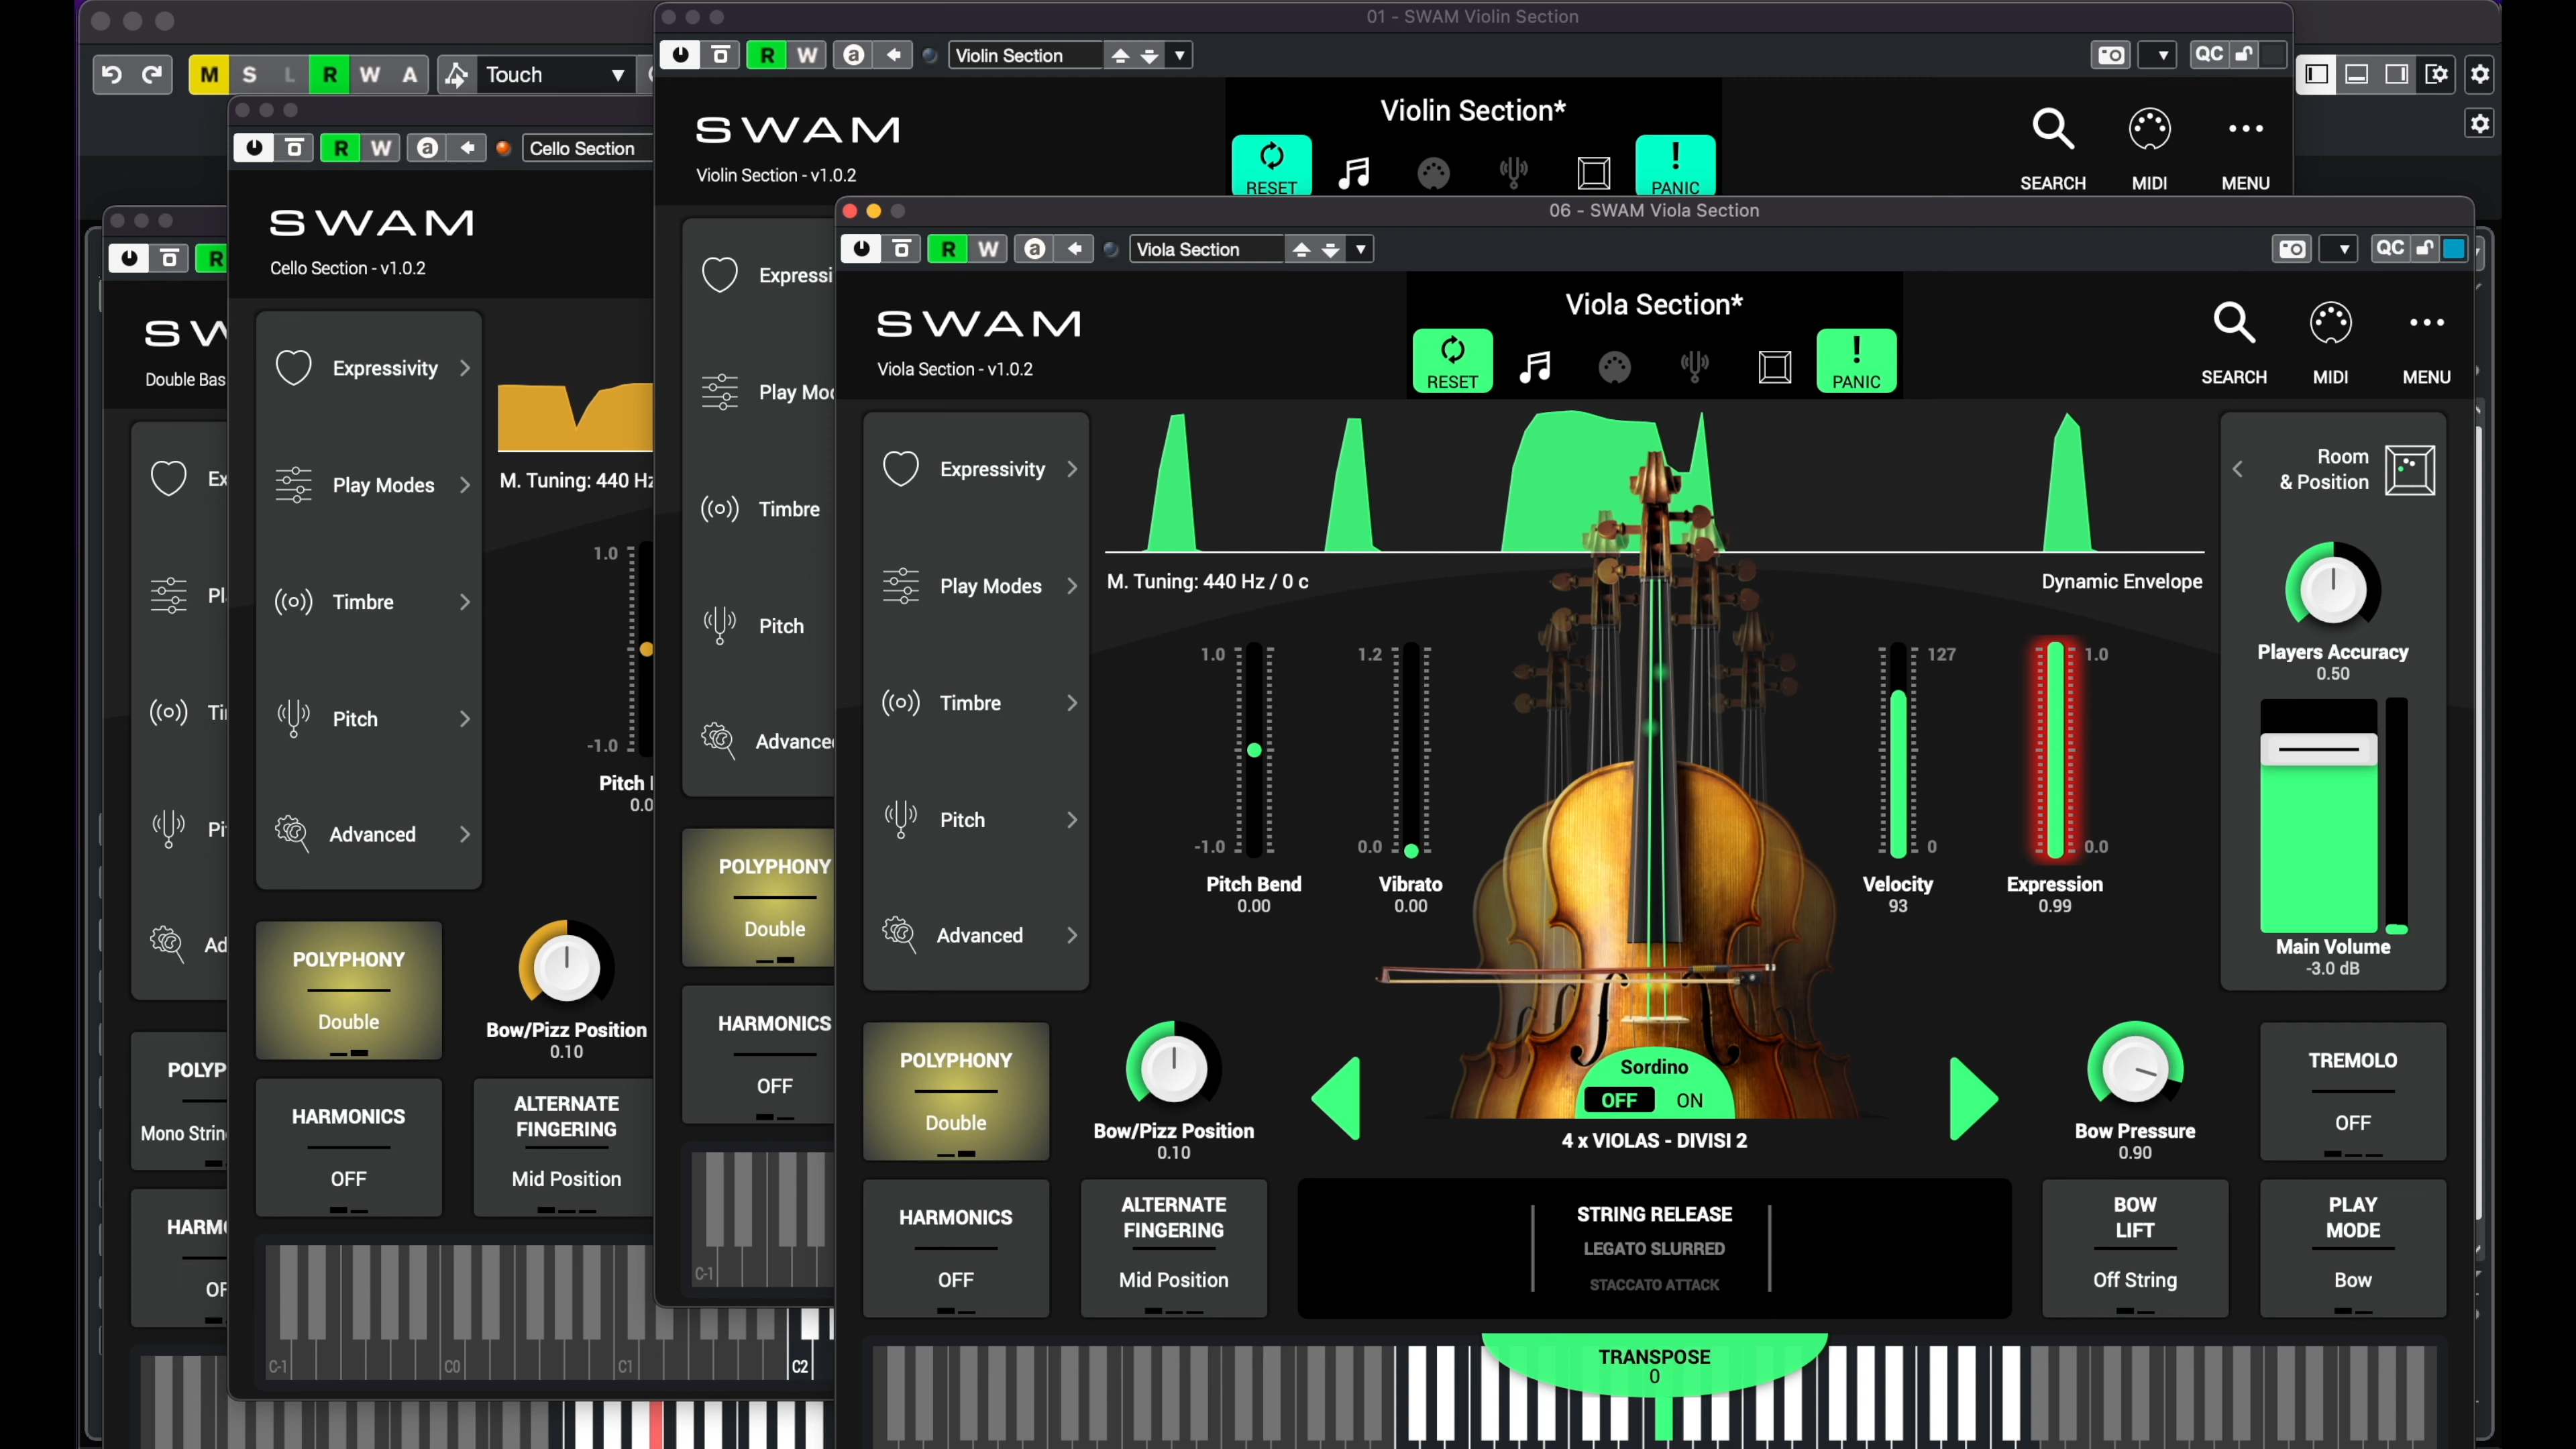 01 - SWAM Violin Section
R W a Violin Section QC
M S L R W A Touch
SWAM
Violin Section - v1.0.2
Violin Section*
RESET
PANIC
SEARCH MIDI MENU
R W a Cello Section
SWAM
Cello Section - v1.0.2
Expressivity
Play Modes
Timbre
Pitch
Advanced
M. Tuning: 440 Hz
1.0
-1.0
Pitch
0.0
POLYPHONY
Double
Bow/Pizz Position
0.10
HARMONICS
OFF
ALTERNATE
FINGERING
Mid Position
C-1 C0 C1 C2
R
SW
Double Bas
Ex
Pl
Ti
Pi
Ad
POLYP
Mono Strin
HARM
OF
Expressi
Play Mo
Timbre
Pitch
Advance
POLYPHONY
Double
HARMONICS
OFF
C-1
06 - SWAM Viola Section
R W a Viola Section QC
SWAM
Viola Section - v1.0.2
Viola Section*
RESET
PANIC
SEARCH MIDI MENU
Expressivity
Play Modes
Timbre
Pitch
Advanced
M. Tuning: 440 Hz / 0 c
Dynamic Envelope
1.0
-1.0
Pitch Bend
0.00
1.2
0.0
Vibrato
0.00
127
0
Velocity
93
1.0
0.0
Expression
0.99
Room
& Position
Players Accuracy
0.50
Main Volume
-3.0 dB
POLYPHONY
Double
Bow/Pizz Position
0.10
Sordino
OFF ON
4 x VIOLAS - DIVISI 2
Bow Pressure
0.90
TREMOLO
OFF
HARMONICS
OFF
ALTERNATE
FINGERING
Mid Position
STRING RELEASE
LEGATO SLURRED
STACCATO ATTACK
BOW
LIFT
Off String
PLAY
MODE
Bow
TRANSPOSE
0